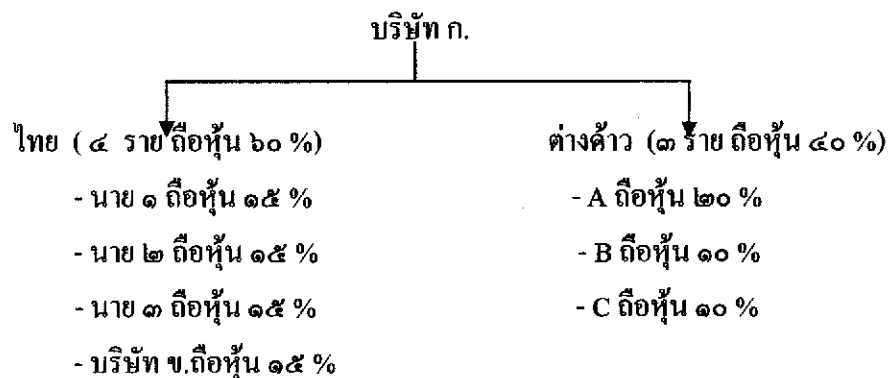 บริษัท ก.
ไทย ( ๔ ราย ถือหุ้น ๖๐ %)
- นาย ๑ ถือหุ้น ๑๕ %
- นาย ๒ ถือหุ้น ๑๕ %
- นาย ๓ ถือหุ้น ๑๕ %
- บริษัท ข.ถือหุ้น ๑๕ %
ต่างด้าว (๓ ราย ถือหุ้น ๔๐ %)
- A ถือหุ้น ๒๐ %
- B ถือหุ้น ๑๐ %
- C ถือหุ้น ๑๐ %